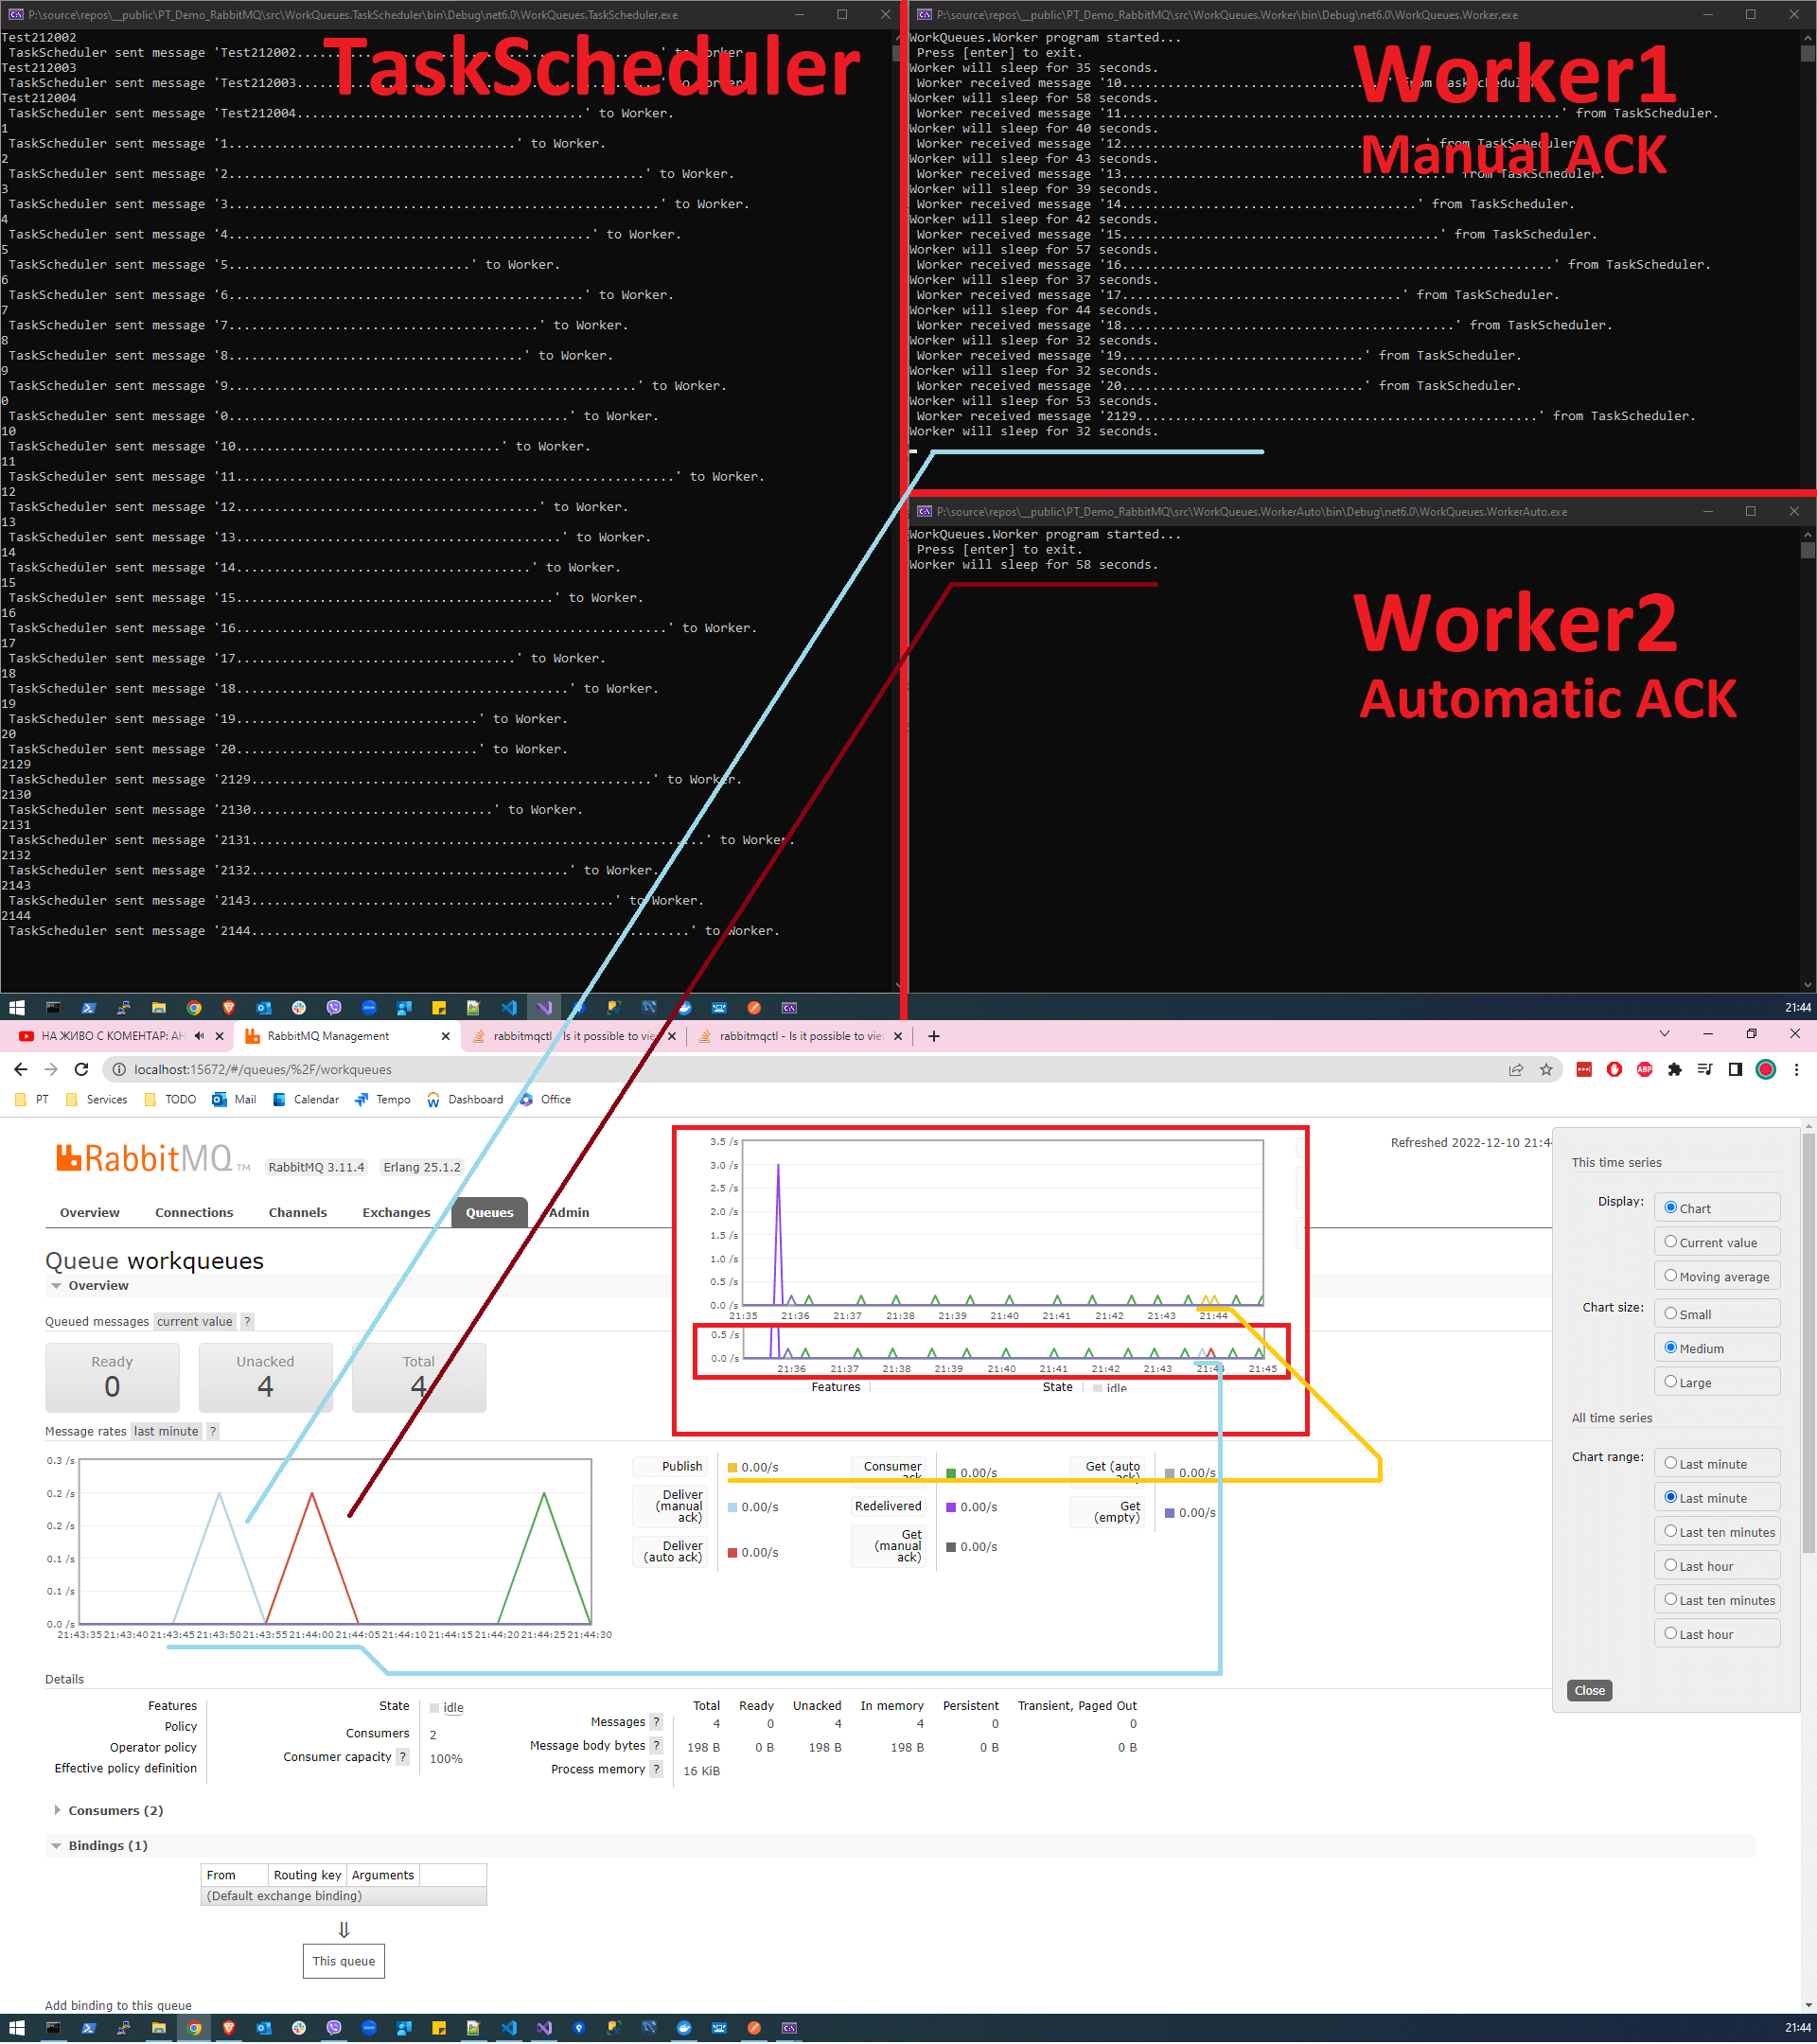 P:\source\repos\__public\PT_Demo_RabbitMQ\src\WorkQueues.TaskScheduler\bin\Debug\net6.0\WorkQueues.TaskScheduler.exe
TaskScheduler
Test212002
TaskScheduler sent message 'Test212002................................................' to Worker.
Test212003
TaskScheduler sent message 'Test212003...............................................' to Worker.
Test212004
TaskScheduler sent message 'Test212004......................................' to Worker.
1
TaskScheduler sent message '1......................................' to Worker.
2
TaskScheduler sent message '2.......................................................' to Worker.
3
TaskScheduler sent message '3.........................................................' to Worker.
4
TaskScheduler sent message '4................................................' to Worker.
5
TaskScheduler sent message '5................................' to Worker.
6
TaskScheduler sent message '6...............................................' to Worker.
7
TaskScheduler sent message '7.........................................' to Worker.
8
TaskScheduler sent message '8.......................................' to Worker.
9
TaskScheduler sent message '9......................................................' to Worker.
0
TaskScheduler sent message '0.............................................' to Worker.
10
TaskScheduler sent message '10...................................' to Worker.
11
TaskScheduler sent message '11..........................................................' to Worker.
12
TaskScheduler sent message '12........................................' to Worker.
13
TaskScheduler sent message '13...........................................' to Worker.
14
TaskScheduler sent message '14.......................................' to Worker.
15
TaskScheduler sent message '15..........................................' to Worker.
16
TaskScheduler sent message '16.........................................................' to Worker.
17
TaskScheduler sent message '17.....................................' to Worker.
18
TaskScheduler sent message '18............................................' to Worker.
19
TaskScheduler sent message '19................................' to Worker.
20
TaskScheduler sent message '20................................' to Worker.
2129
TaskScheduler sent message '2129.....................................................' to Worker.
2130
TaskScheduler sent message '2130................................' to Worker.
2131
TaskScheduler sent message '2131............................................................' to Worker.
2132
TaskScheduler sent message '2132..........................................' to Worker.
2143
TaskScheduler sent message '2143................................................' to Worker.
2144
TaskScheduler sent message '2144..........................................................' to Worker.
P:\source\repos\__public\PT_Demo_RabbitMQ\src\WorkQueues.Worker\bin\Debug\net6.0\WorkQueues.Worker.exe
Worker1
Manual ACK
WorkQueues.Worker program started...
Press [enter] to exit.
Worker will sleep for 35 seconds.
Worker received message '10...................................' from TaskScheduler.
Worker will sleep for 58 seconds.
Worker received message '11..........................................................' from TaskScheduler.
Worker will sleep for 40 seconds.
Worker received message '12........................................' from TaskScheduler.
Worker will sleep for 43 seconds.
Worker received message '13...........................................' from TaskScheduler.
Worker will sleep for 39 seconds.
Worker received message '14.......................................' from TaskScheduler.
Worker will sleep for 42 seconds.
Worker received message '15..........................................' from TaskScheduler.
Worker will sleep for 57 seconds.
Worker received message '16.........................................................' from TaskScheduler.
Worker will sleep for 37 seconds.
Worker received message '17.....................................' from TaskScheduler.
Worker will sleep for 44 seconds.
Worker received message '18............................................' from TaskScheduler.
Worker will sleep for 32 seconds.
Worker received message '19................................' from TaskScheduler.
Worker will sleep for 32 seconds.
Worker received message '20................................' from TaskScheduler.
Worker will sleep for 53 seconds.
Worker received message '2129.....................................................' from TaskScheduler.
Worker will sleep for 32 seconds.
P:\source\repos\__public\PT_Demo_RabbitMQ\src\WorkQueues.WorkerAuto\bin\Debug\net6.0\WorkQueues.WorkerAuto.exe
WorkQueues.Worker program started...
Press [enter] to exit.
Worker will sleep for 58 seconds.
Worker2
Automatic ACK
21:44
НА ЖИВО С КОМЕНТАР: АН
RabbitMQ Management
rabbitmqctl - Is it possible to vie
rabbitmqctl - Is it possible to vie
localhost:15672/#/queues/%2F/workqueues
PT Services TODO Mail Calendar Tempo Dashboard Office
RabbitMQ TM RabbitMQ 3.11.4 Erlang 25.1.2
Refreshed 2022-12-10 21:44
Overview Connections Channels Exchanges Queues Admin
Queue workqueues
Overview
Queued messages current value ?
Ready 0
Unacked 4
Total 4
Message rates last minute ?
3.5 /s
3.0 /s
2.5 /s
2.0 /s
1.5 /s
1.0 /s
0.5 /s
0.0 /s
21:35 21:36 21:37 21:38 21:39 21:40 21:41 21:42 21:43 21:44
0.5 /s
0.0 /s
21:36 21:37 21:38 21:39 21:40 21:41 21:42 21:43 21:44 21:45
Features State idle
0.3 /s
0.2 /s
0.2 /s
0.1 /s
0.1 /s
0.0 /s
21:43:35 21:43:40 21:43:45 21:43:50 21:43:55 21:44:00 21:44:05 21:44:10 21:44:15 21:44:20 21:44:25 21:44:30
Publish 0.00/s
Deliver (manual ack) 0.00/s
Deliver (auto ack) 0.00/s
Consumer ack 0.00/s
Redelivered 0.00/s
Get (manual ack) 0.00/s
Get (auto ack) 0.00/s
Get (empty) 0.00/s
This time series
Display: Chart
Current value
Moving average
Chart size: Small
Medium
Large
All time series
Chart range: Last minute
Last minute
Last ten minutes
Last hour
Last ten minutes
Last hour
Close
Details
Features
Policy
Operator policy
Effective policy definition
State idle
Consumers 2
Consumer capacity ? 100%
Total Ready Unacked In memory Persistent Transient, Paged Out
Messages ? 4 0 4 4 0 0
Message body bytes ? 198 B 0 B 198 B 198 B 0 B 0 B
Process memory ? 16 KiB
Consumers (2)
Bindings (1)
From Routing key Arguments
(Default exchange binding)
⇓
This queue
Add binding to this queue
21:44